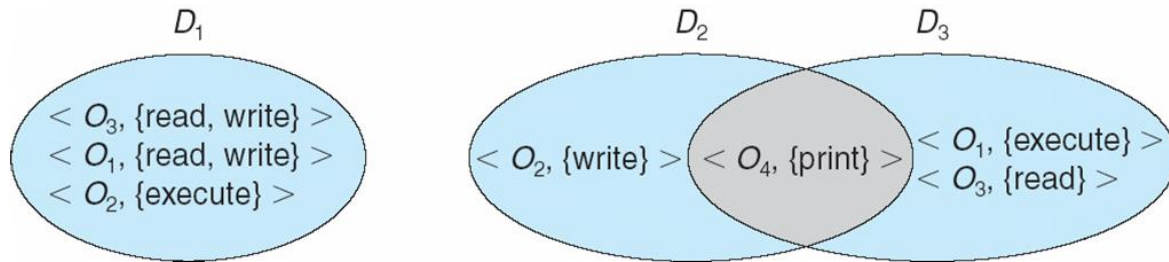 D₁
D₂
D₃
< O₃, {read, write} >
< O₁, {read, write} >
< O₂, {execute} >
< O₂, {write} >
< O₄, {print} >
< O₁, {execute} >
< O₃, {read} >